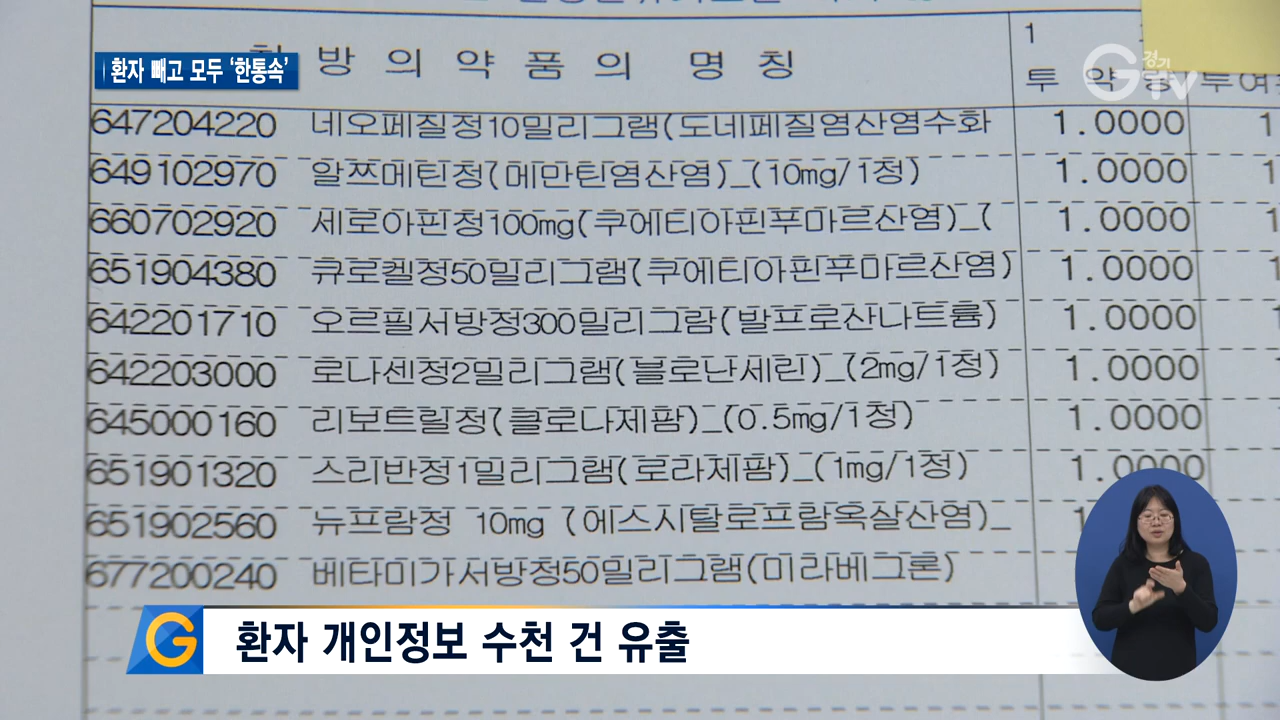 환자 빼고 모두 '한통속'
방 의 약 품 의 명 칭
1
투 약 량
투 여
경기
GTV
647204220 네오페질정10밀리그램(도네페질염산염수화 1.0000 1
649102970 알쯔메틴정(메만틴염산염)_(10mg/1정) 1.0000 1
660702920 세로아핀정100mg(쿠에티아핀푸마르산염)_( 1.0000 1
651904380 큐로켈정50밀리그램(쿠에티아핀푸마르산염) 1.0000 1
642201710 오르필서방정300밀리그람(발프로산나트륨) 1.0000
642203000 로나센정2밀리그램(블로난세린)_(2mg/1정) 1.0000
645000160 리보트릴정(클로나제팜)_(0.5mg/1정) 1.0000
651901320 스리반정1밀리그램(로라제팜)_(1mg/1정) 1.0000
651902560 뉴프람정 10mg (에스시탈로프람옥살산염)_
677200240 베타미가서방정50밀리그램(미라베그론)
G 환자 개인정보 수천 건 유출